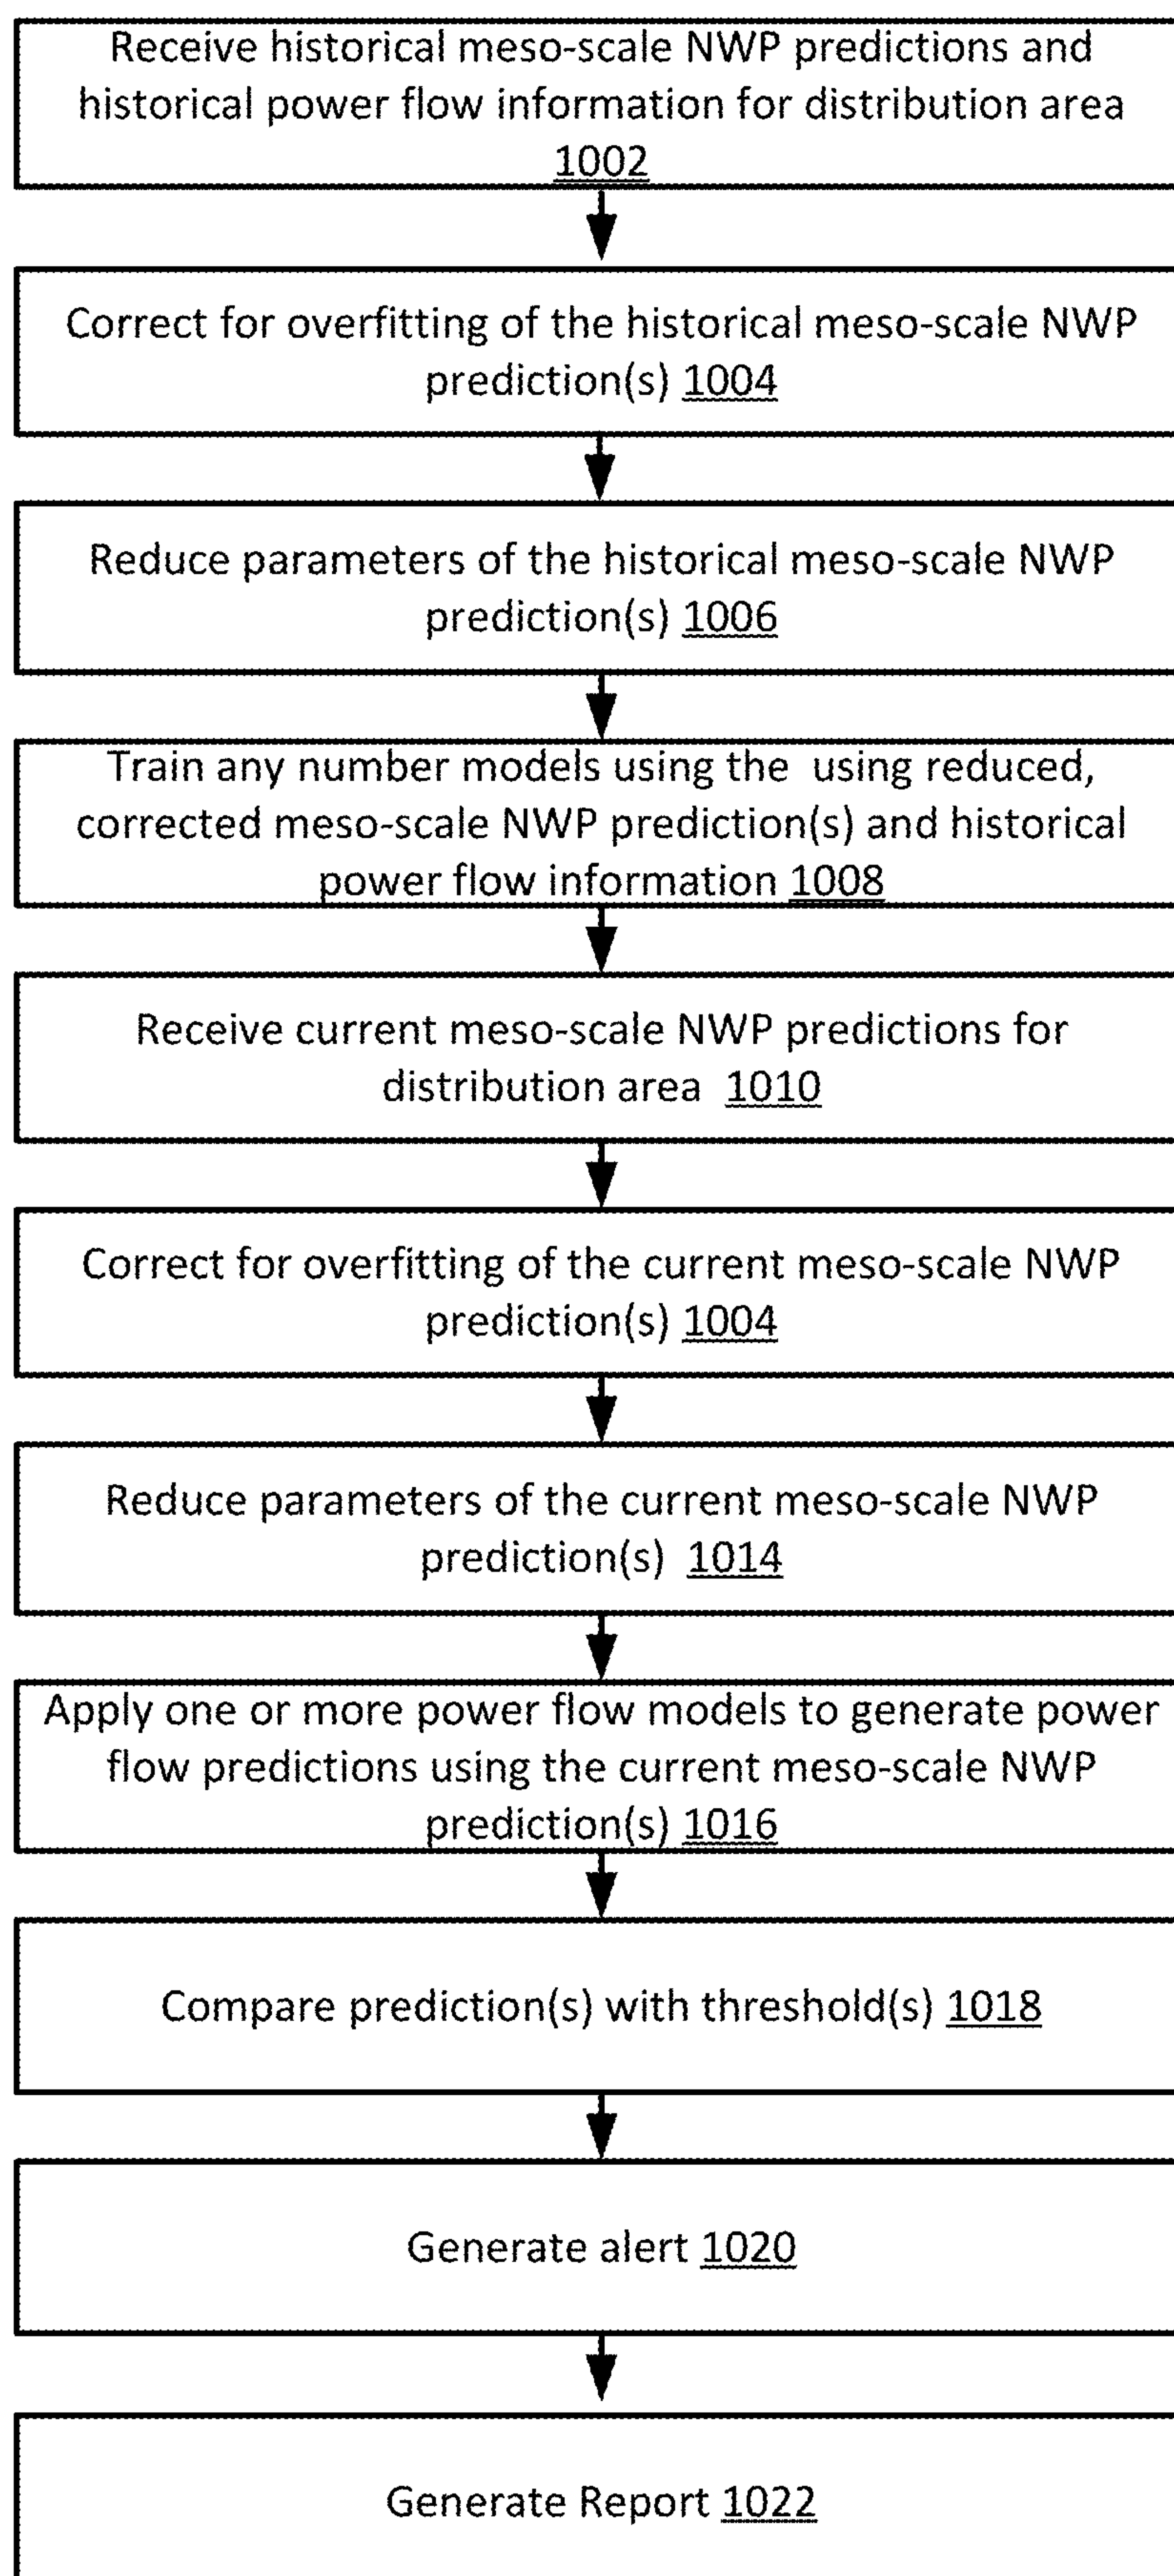 Receive historical meso-scale NWP predictions and
historical power flow information for distribution area
1002
Correct for overfitting of the historical meso-scale NWP
prediction(s) 1004
Reduce parameters of the historical meso-scale NWP
prediction(s) 1006
Train any number models using the using reduced,
corrected meso-scale NWP prediction(s) and historical
power flow information 1008
Receive current meso-scale NWP predictions for
distribution area 1010
Correct for overfitting of the current meso-scale NWP
prediction(s) 1004
Reduce parameters of the current meso-scale NWP
prediction(s) 1014
Apply one or more power flow models to generate power
flow predictions using the current meso-scale NWP
prediction(s) 1016
Compare prediction(s) with threshold(s) 1018
Generate alert 1020
Generate Report 1022